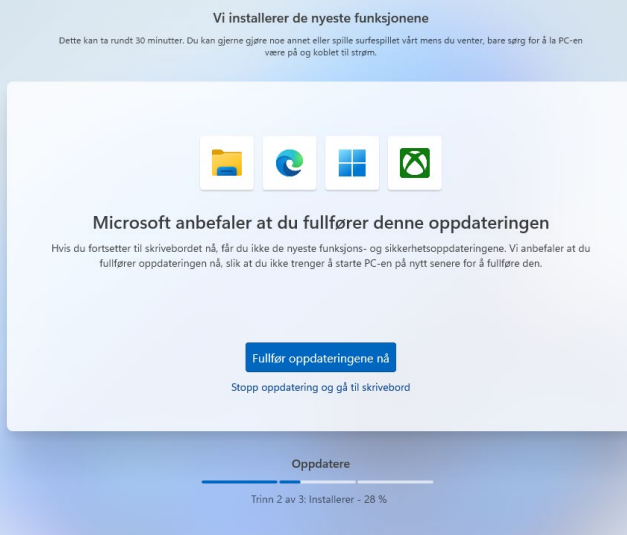 Vi installerer de nyeste funksjonene
Dette kan ta rundt 30 minutter. Du kan gjerne gjøre noe annet eller spille surfespillet vårt mens du venter, bare sørg for å la PC-en
være på og koblet til strøm.
Microsoft anbefaler at du fullfører denne oppdateringen
Hvis du fortsetter til skrivebordet nå, får du ikke de nyeste funksjons- og sikkerhetsoppdateringene. Vi anbefaler at du
fullfører oppdateringen nå, slik at du ikke trenger å starte PC-en på nytt senere for å fullføre den.
Fullfør oppdateringene nå
Stopp oppdatering og gå til skrivebord
Oppdatere
Trinn 2 av 3: Installerer - 28 %